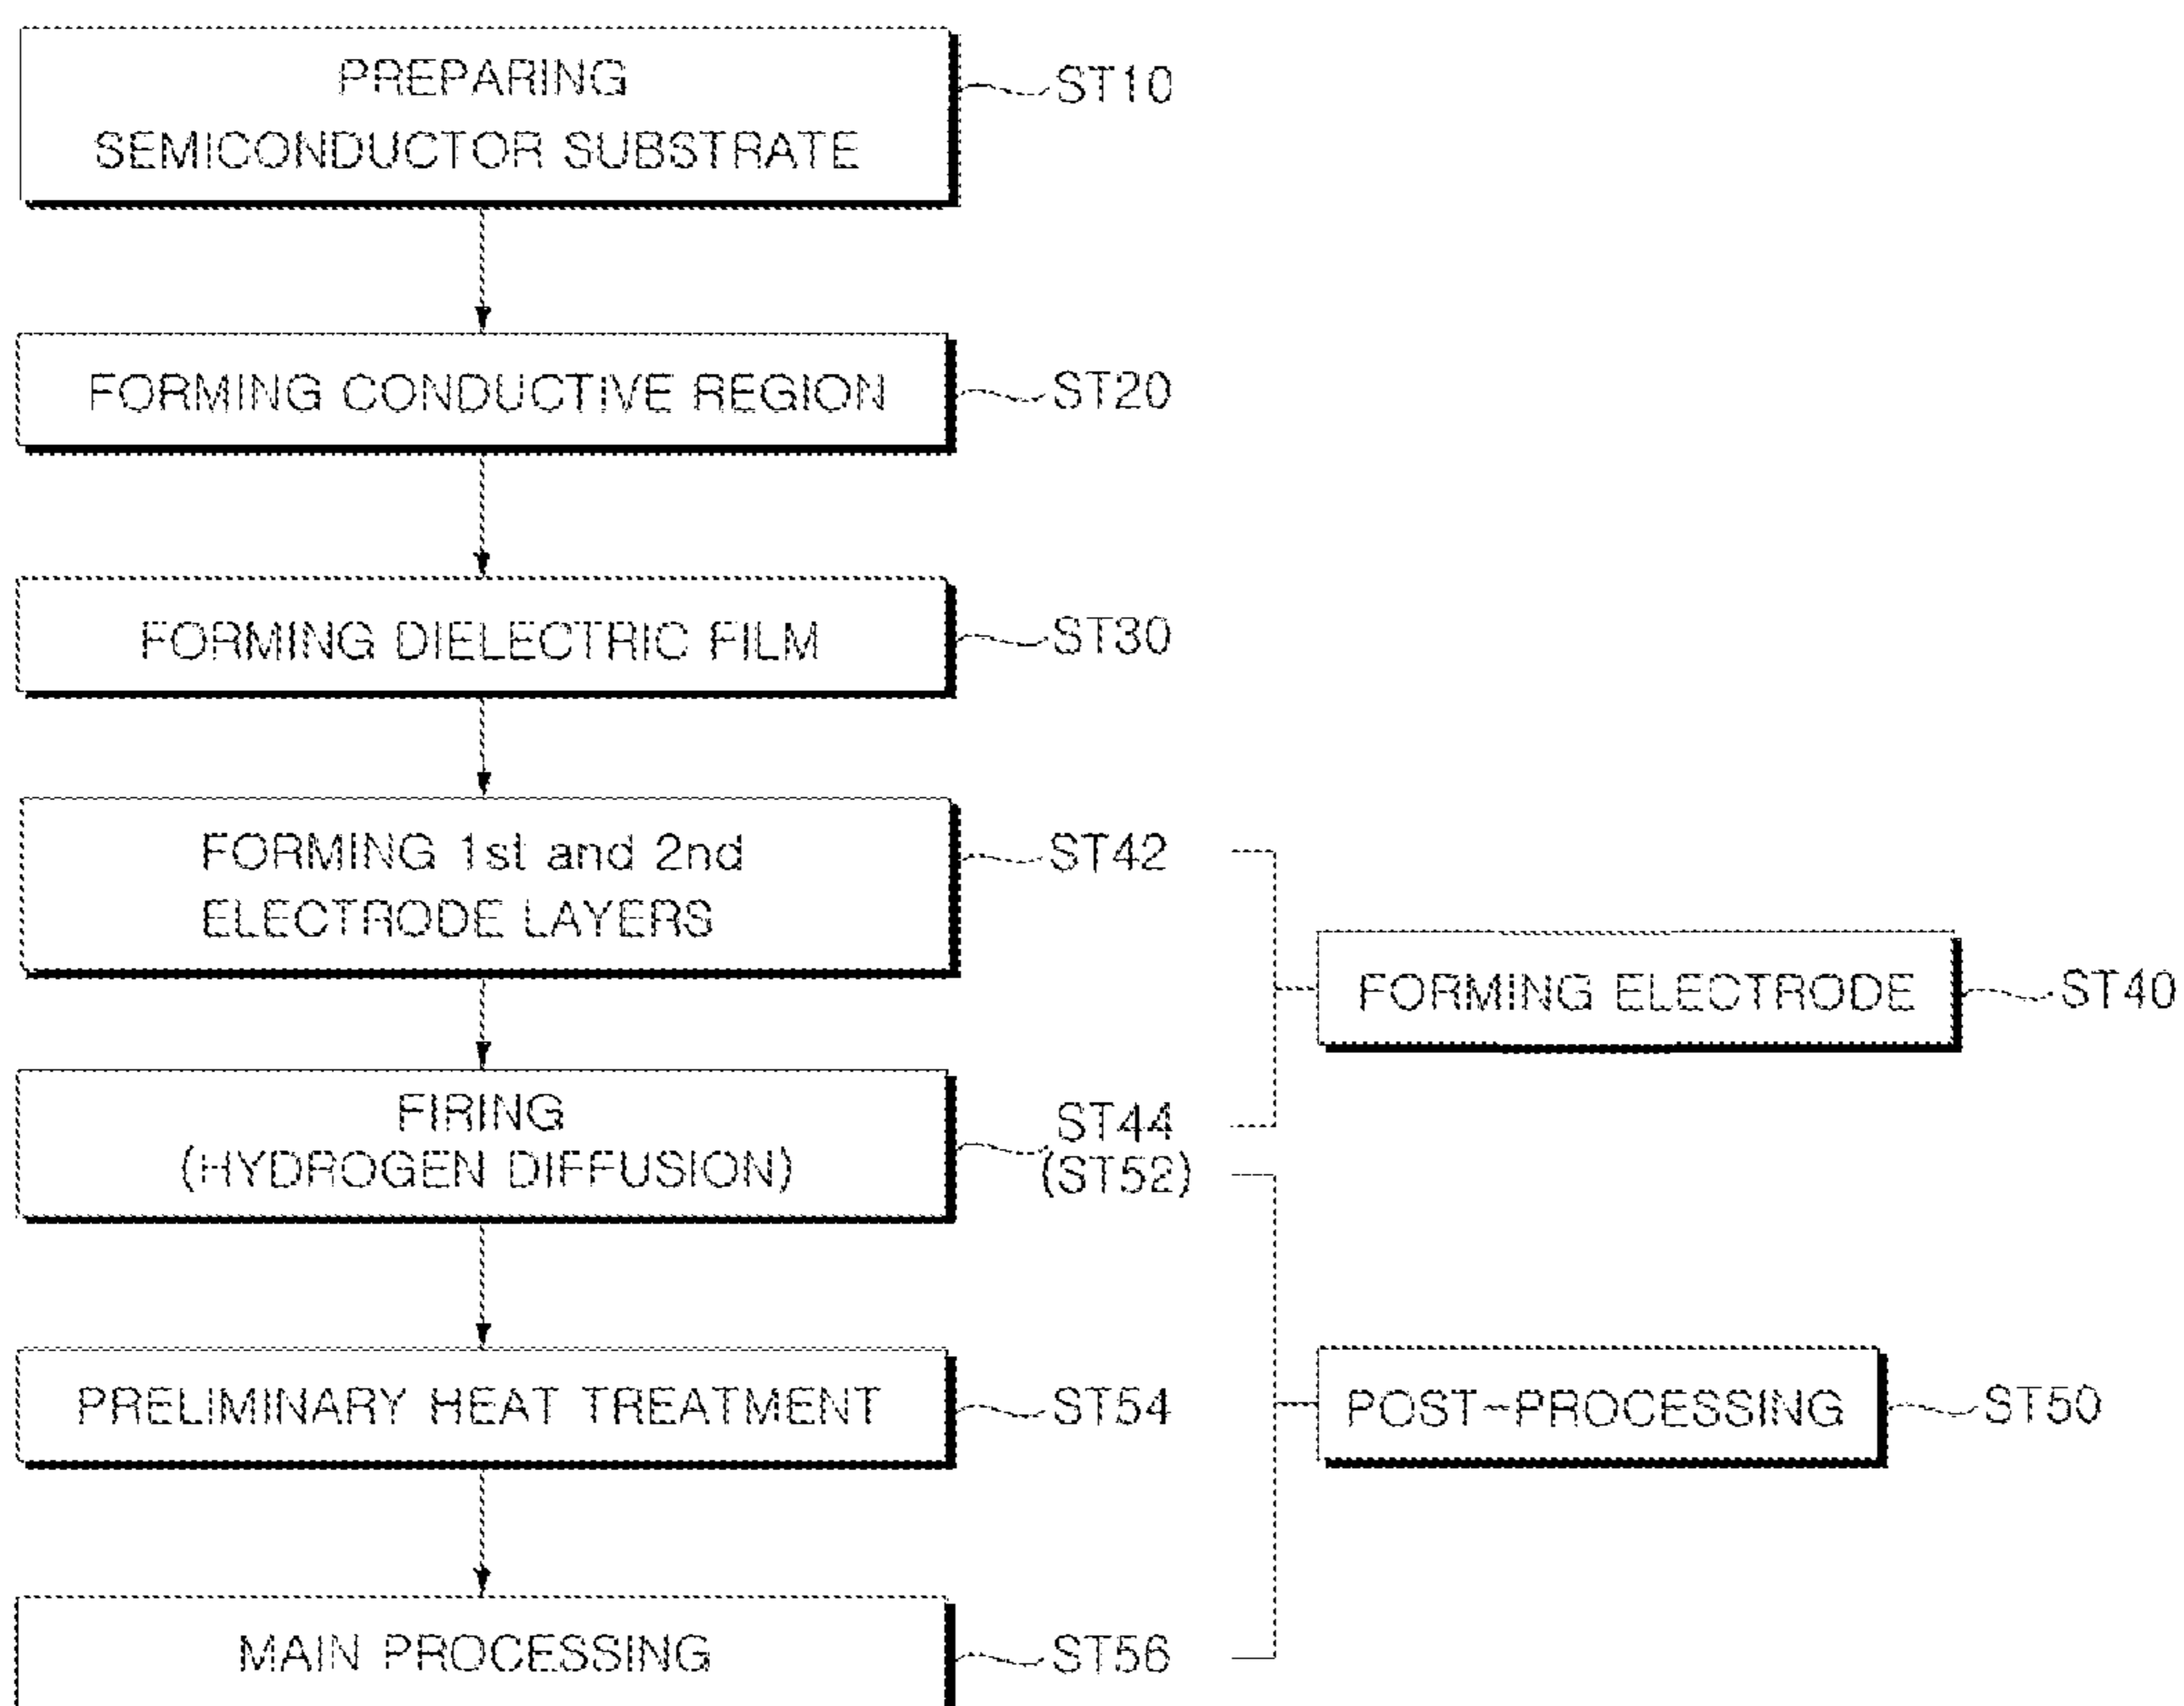 PREPARING
SEMICONDUCTOR SUBSTRATE
ST10
FORMING CONDUCTIVE REGION
ST20
FORMING DIELECTRIC FILM
ST30
FORMING 1st and 2nd
ELECTRODE LAYERS
ST42
FORMING ELECTRODE
ST40
FIRING
(HYDROGEN DIFFUSION)
ST44
(ST52)
PRELIMINARY HEAT TREATMENT
ST54
POST-PROCESSING
ST50
MAIN PROCESSING
ST56